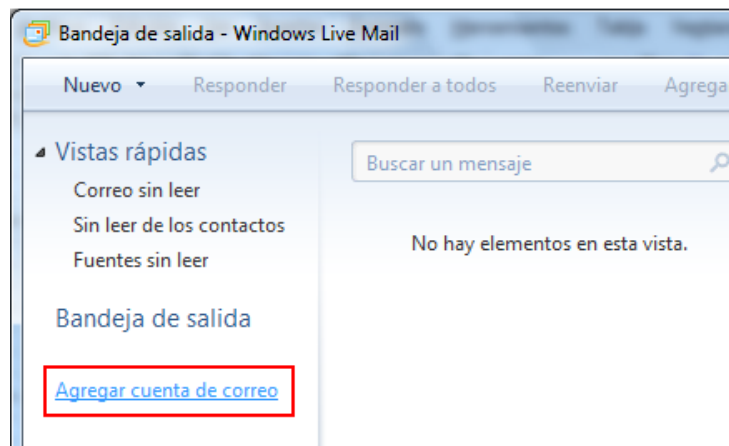 Bandeja de salida - Windows Live Mail
Nuevo Responder Responder a todos Reenviar Agrega
Vistas rápidas
Buscar un mensaje
Correo sin leer
Sin leer de los contactos
No hay elementos en esta vista.
Fuentes sin leer
Bandeja de salida
Agregar cuenta de correo